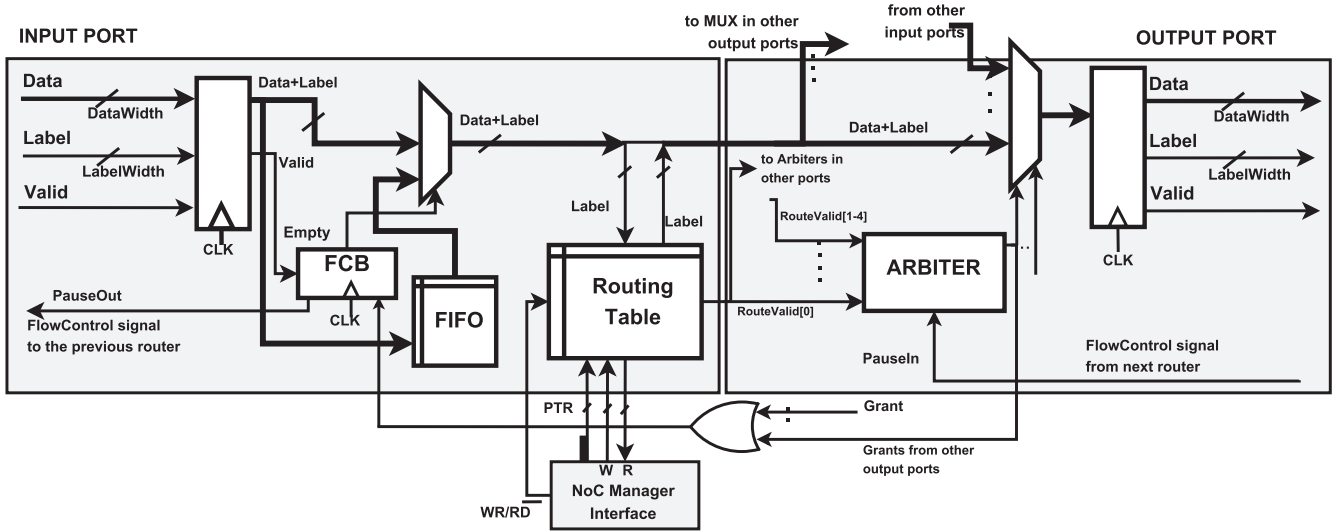 to MUX in other
output ports
from other
input ports
INPUT PORT
OUTPUT PORT
Data
DataWidth
Label
LabelWidth
Valid
CLK
Data+Label
Valid
Empty
FCB
CLK
PauseOut
FlowControl signal
to the previous router
FIFO
Data+Label
Label
Label
Routing
Table
PTR
W R
NoC Manager
Interface
WR/RD
Data+Label
to Arbiters in
other ports
RouteValid[1-4]
RouteValid[0]
ARBITER
PauseIn
FlowControl signal
from next router
Grant
Grants from other
output ports
Data
DataWidth
Label
LabelWidth
Valid
CLK